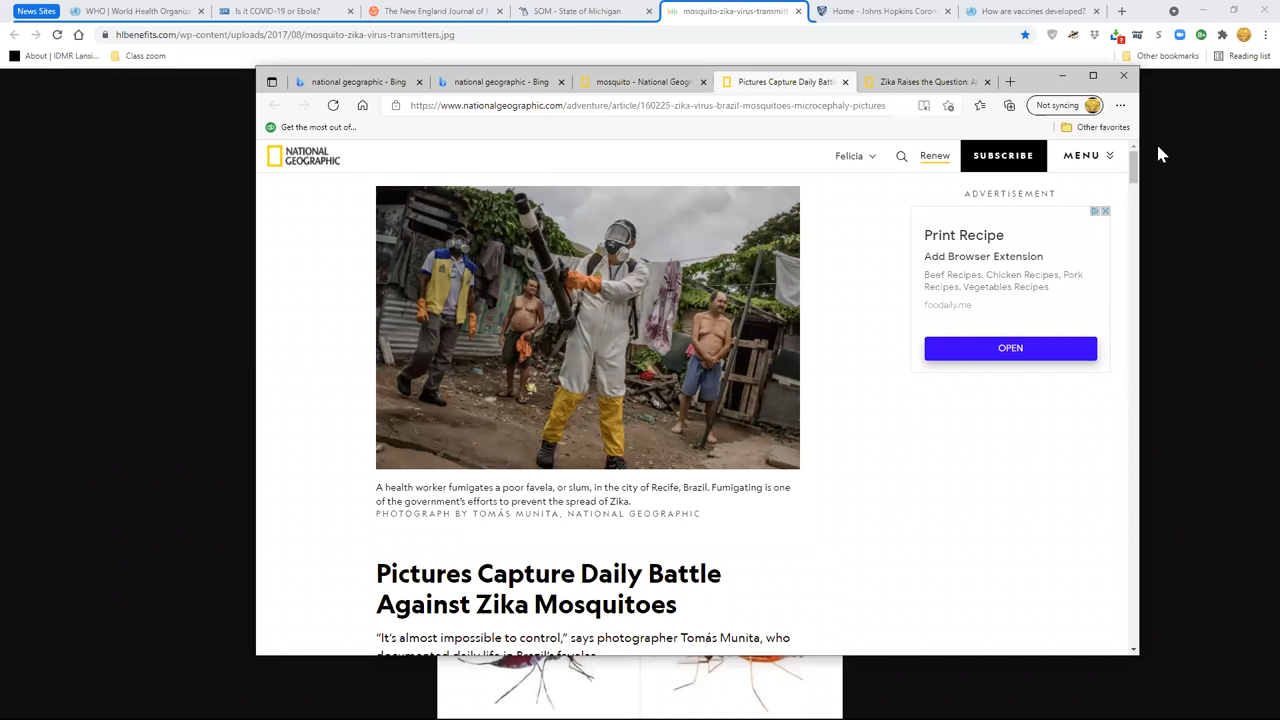 News Sites
WHO | World Health Organiz
Is it COVID-19 or Ebola?
The New England Journal of
SOM - State of Michigan
mosquito-zika-virus-transmitt
Home - Johns Hopkins Coron
How are vaccines developed?
hlbenefits.com/wp-content/uploads/2017/08/mosquito-zika-virus-transmitters.jpg
About | IDMR Lansi...
Class zoom
Other bookmarks
Reading list
national geographic - Bing
national geographic - Bing
mosquito - National Geogr
Pictures Capture Daily Battl
Zika Raises the Question: A
https://www.nationalgeographic.com/adventure/article/160225-zika-virus-brazil-mosquitoes-microcephaly-pictures
Not syncing
Get the most out of...
Other favorites
NATIONAL
GEOGRAPHIC
Felicia
Renew
SUBSCRIBE
MENU
ADVERTISEMENT
Print Recipe
Add Browser Extension
Beef Recipes, Chicken Recipes, Pork
Recipes, Vegetables Recipes
foodaily.me
OPEN
A health worker fumigates a poor favela, or slum, in the city of Recife, Brazil. Fumigating is one
of the government's efforts to prevent the spread of Zika.
PHOTOGRAPH BY TOMÁS MUNITA, NATIONAL GEOGRAPHIC
Pictures Capture Daily Battle
Against Zika Mosquitoes
"It's almost impossible to control," says photographer Tomás Munita, who
documented daily life in Brazil's favelas.